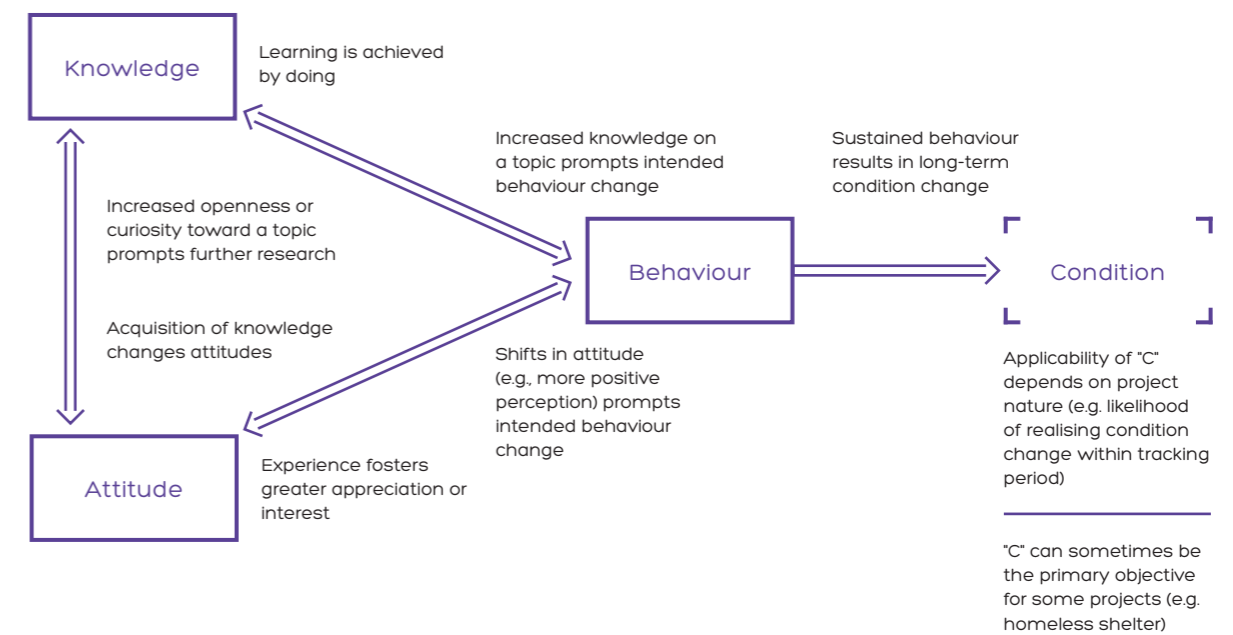 Knowledge
Learning is achieved
by doing
Increased knowledge on
a topic prompts intended
behaviour change
Sustained behaviour
results in long-term
condition change
Increased openness or
curiosity toward a topic
prompts further research
Behaviour
Condition
Acquisition of knowledge
changes attitudes
Shifts in attitude
(e.g., more positive
perception) prompts
intended behaviour
change
Applicability of "C"
depends on project
nature (e.g. likelihood
of realising condition
change within tracking
period)
Attitude
Experience fosters
greater appreciation or
interest
"C" can sometimes be
the primary objective
for some projects (e.g.
homeless shelter)